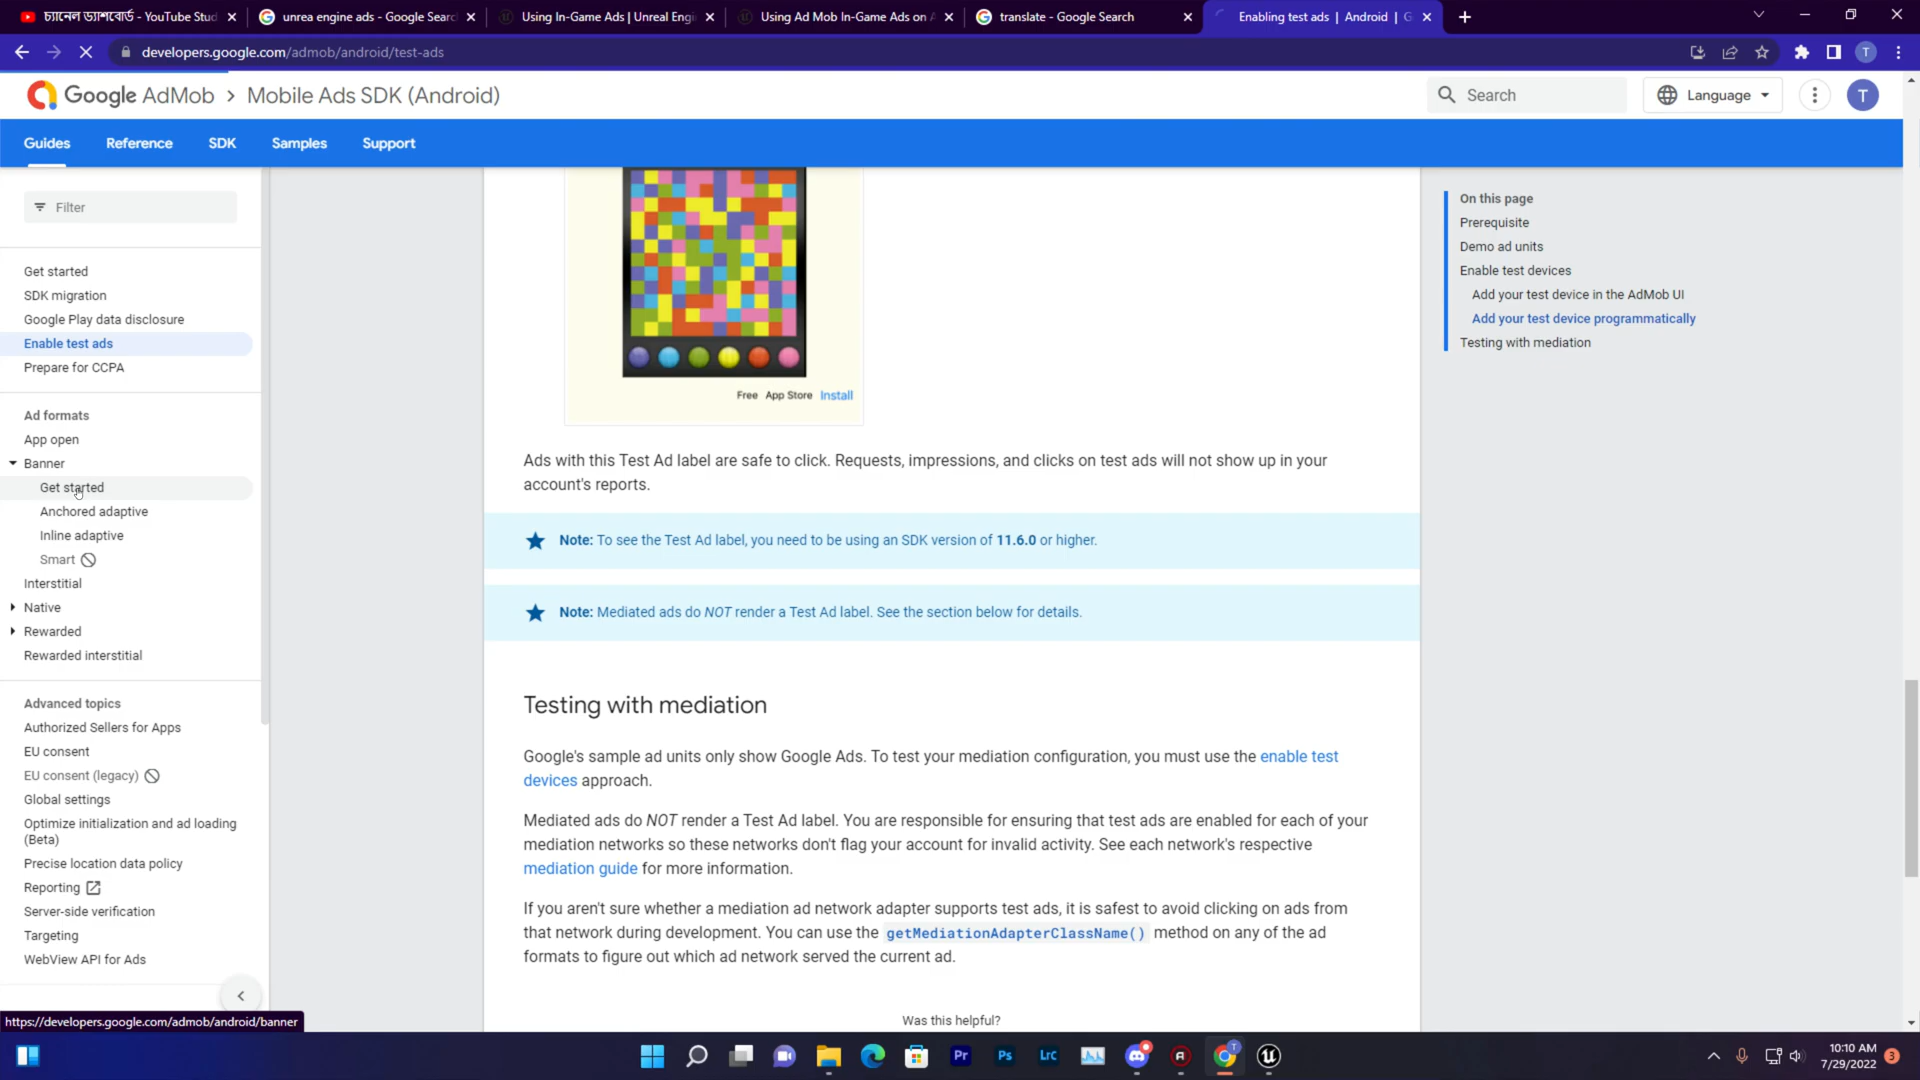 চ্যানেল ড্যাশবোর্ড - YouTube Stud
unrea engine ads - Google Searc
Using In-Game Ads | Unreal Engi
Using Ad Mob In-Game Ads on A
translate - Google Search
Enabling test ads | Android | G
developers.google.com/admob/android/test-ads
T
Google AdMob > Mobile Ads SDK (Android)
Search
Language
T
Guides
Reference
SDK
Samples
Support
Filter
Get started
SDK migration
Google Play data disclosure
Enable test ads
Prepare for CCPA
Ad formats
App open
Banner
Get started
Anchored adaptive
Inline adaptive
Smart
Interstitial
Native
Rewarded
Rewarded interstitial
Advanced topics
Authorized Sellers for Apps
EU consent
EU consent (legacy)
Global settings
Optimize initialization and ad loading
(Beta)
Precise location data policy
Reporting
Server-side verification
Targeting
WebView API for Ads
https://developers.google.com/admob/android/banner
Free App Store Install
Ads with this Test Ad label are safe to click. Requests, impressions, and clicks on test ads will not show up in your
account's reports.
Note: To see the Test Ad label, you need to be using an SDK version of 11.6.0 or higher.
Note: Mediated ads do NOT render a Test Ad label. See the section below for details.
Testing with mediation
Google's sample ad units only show Google Ads. To test your mediation configuration, you must use the enable test
devices approach.
Mediated ads do NOT render a Test Ad label. You are responsible for ensuring that test ads are enabled for each of your
mediation networks so these networks don't flag your account for invalid activity. See each network's respective
mediation guide for more information.
If you aren't sure whether a mediation ad network adapter supports test ads, it is safest to avoid clicking on ads from
that network during development. You can use the getMediationAdapterClassName() method on any of the ad
formats to figure out which ad network served the current ad.
Was this helpful?
On this page
Prerequisite
Demo ad units
Enable test devices
Add your test device in the AdMob UI
Add your test device programmatically
Testing with mediation
Pr
Ps
Lrc
T
10:10 AM
7/29/2022
3